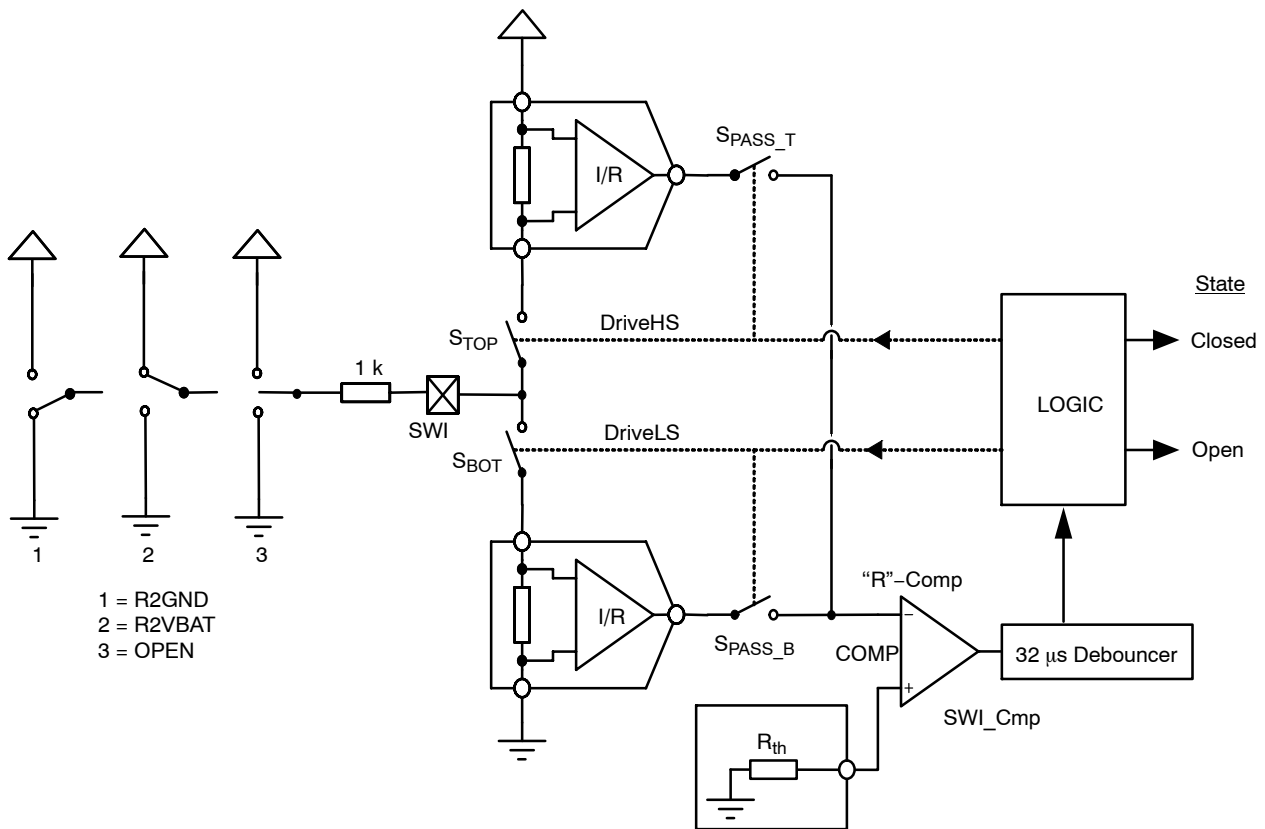 S_PASS_T
I/R
State
DriveHS
S_TOP
Closed
1 k
LOGIC
SWI
DriveLS
S_BOT
Open
1
2
3
1 = R2GND
2 = R2VBAT
3 = OPEN
I/R
"R"−Comp
−
S_PASS_B
COMP
32 μs Debouncer
+
SWI_Cmp
R_th